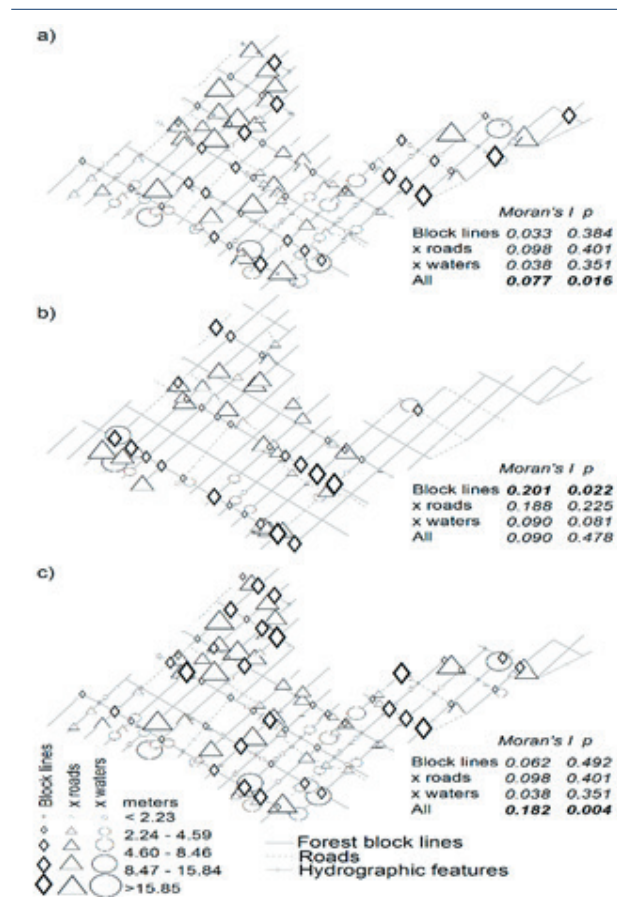 a)
Moran's I p
Block lines 0.033 0.384
x roads 0.098 0.401
x waters 0.038 0.351
All 0.077 0.016
b)
Moran's I p
Block lines 0.201 0.022
x roads 0.188 0.225
x waters 0.090 0.081
All 0.090 0.478
c)
Moran's I p
Block lines 0.062 0.492
x roads 0.098 0.401
x waters 0.038 0.351
All 0.182 0.004
Block lines
x roads
x waters
meters
< 2.23
2.24 - 4.59
4.60 - 8.46
8.47 - 15.84
>15.85
Forest block lines
Roads
Hydrographic features